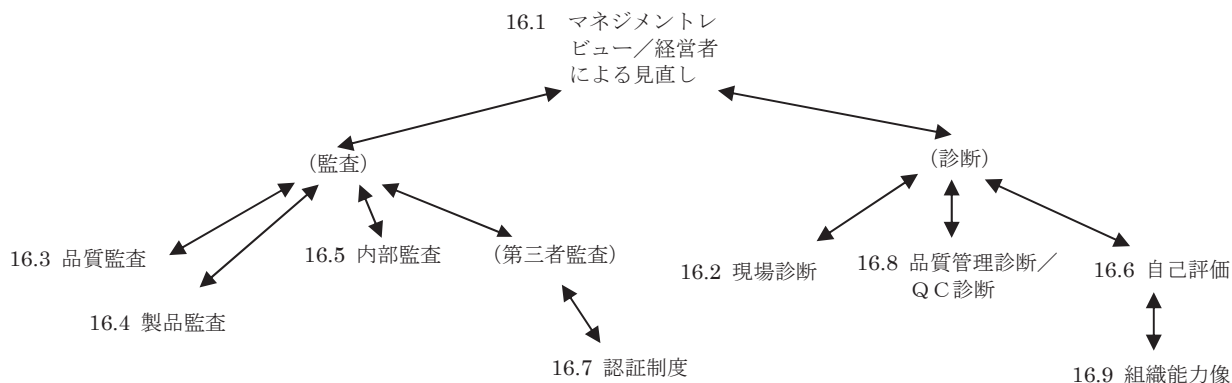 16.1 マネジメントレ
ビュー／経営者
による見直し
（監査）
（診断）
16.3 品質監査
16.5 内部監査
（第三者監査）
16.2 現場診断
16.8 品質管理診断／
ＱＣ診断
16.6 自己評価
16.4 製品監査
16.7 認証制度
16.9 組織能力像